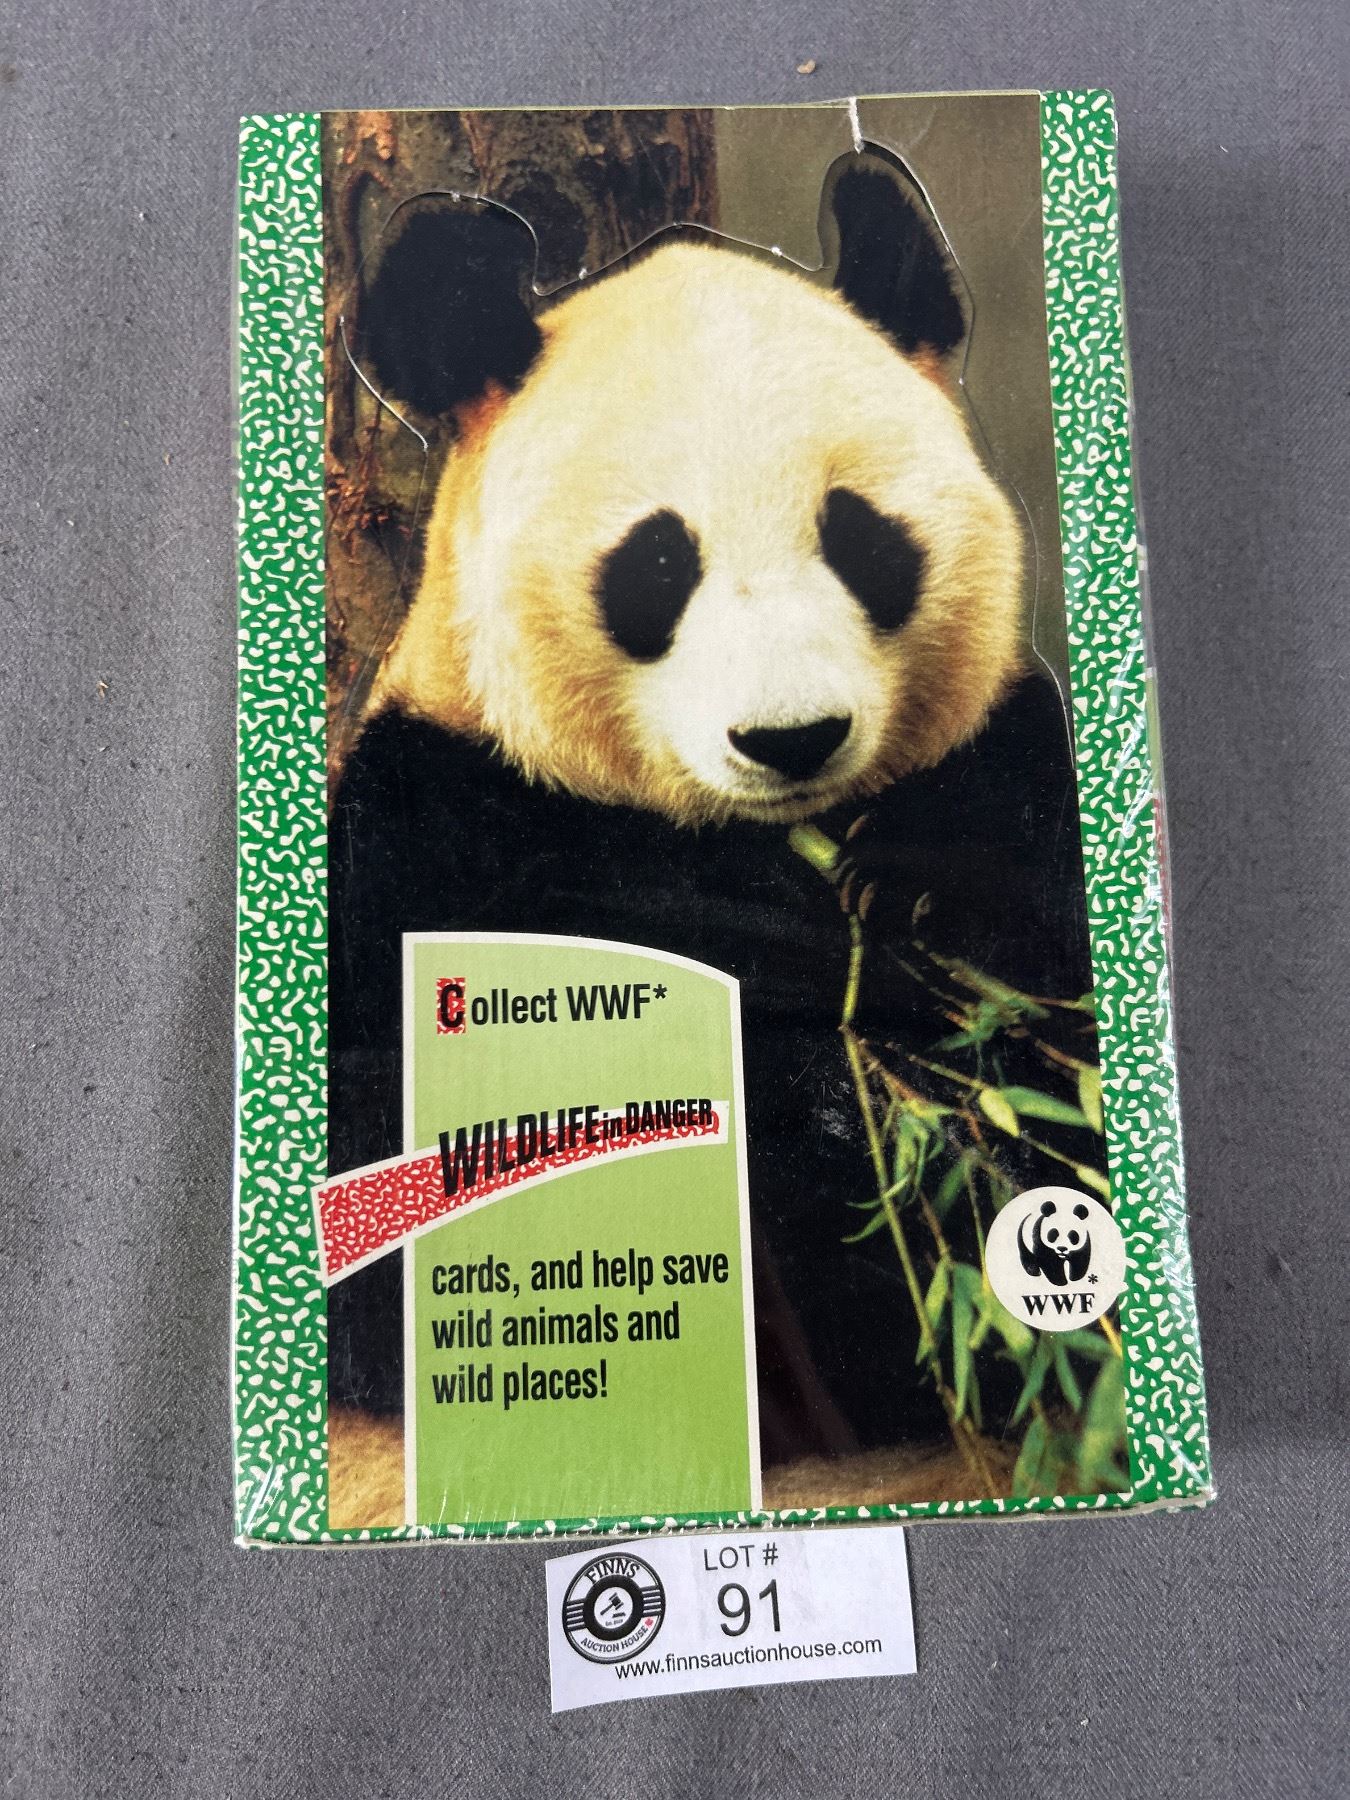 Collect WWF*
WILDLIFE in DANGER
cards, and help save
wild animals and
wild places!
*
WWF
LOT #
91
FINNS
AUCTION HOUSE
www.finnsauctionhouse.com